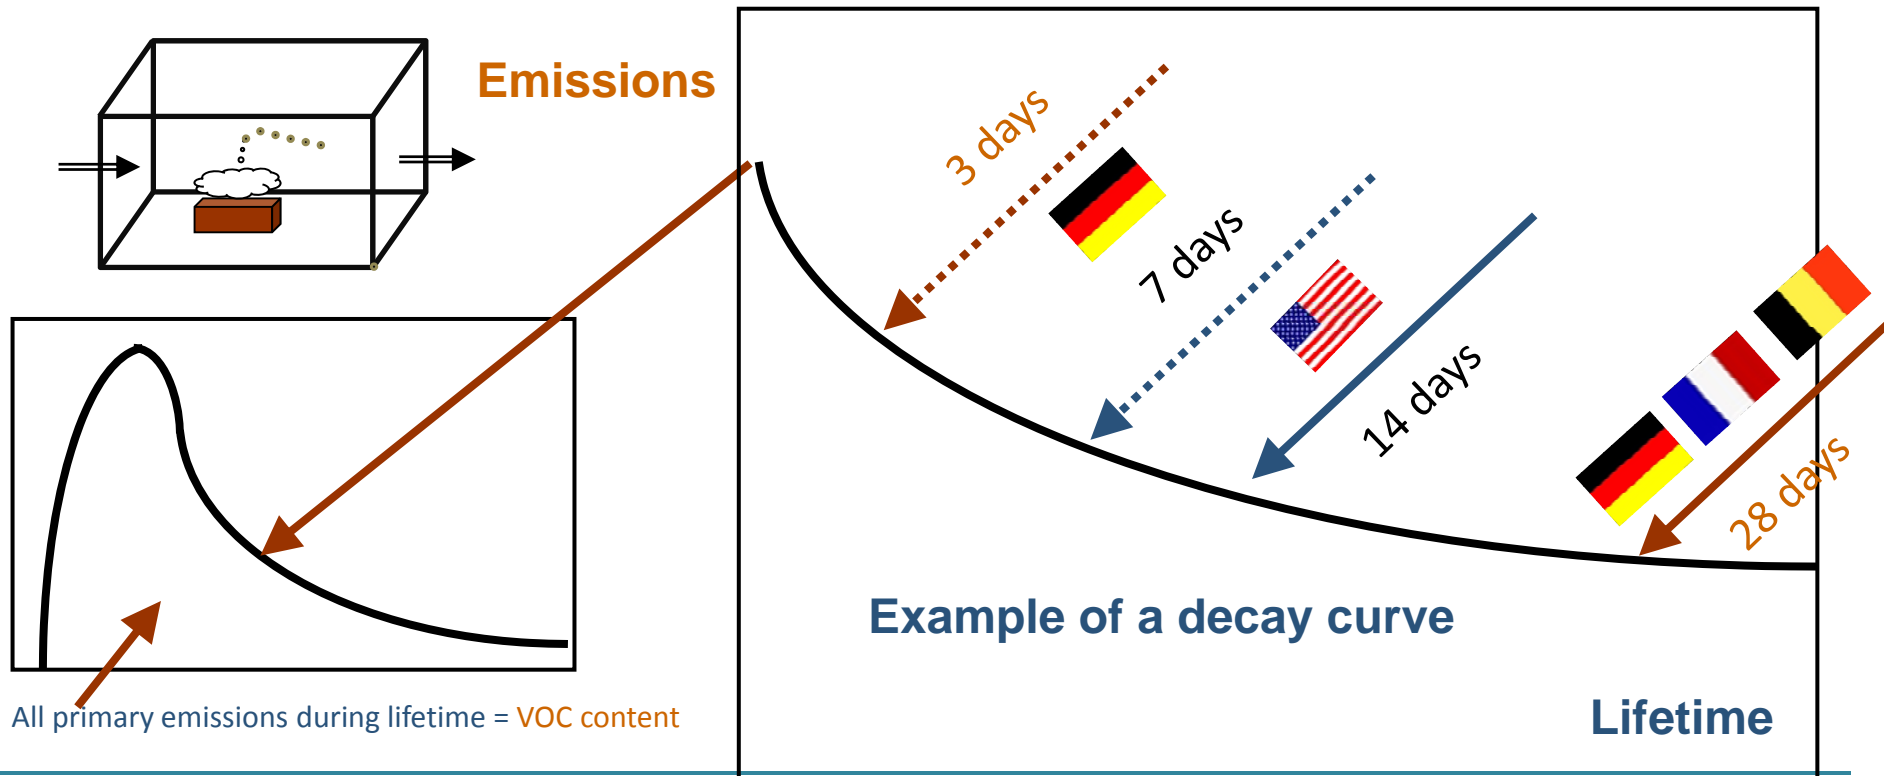 Emissions
3 days
7 days
14 days
28 days
Example of a decay curve
Lifetime
All primary emissions during lifetime = VOC content